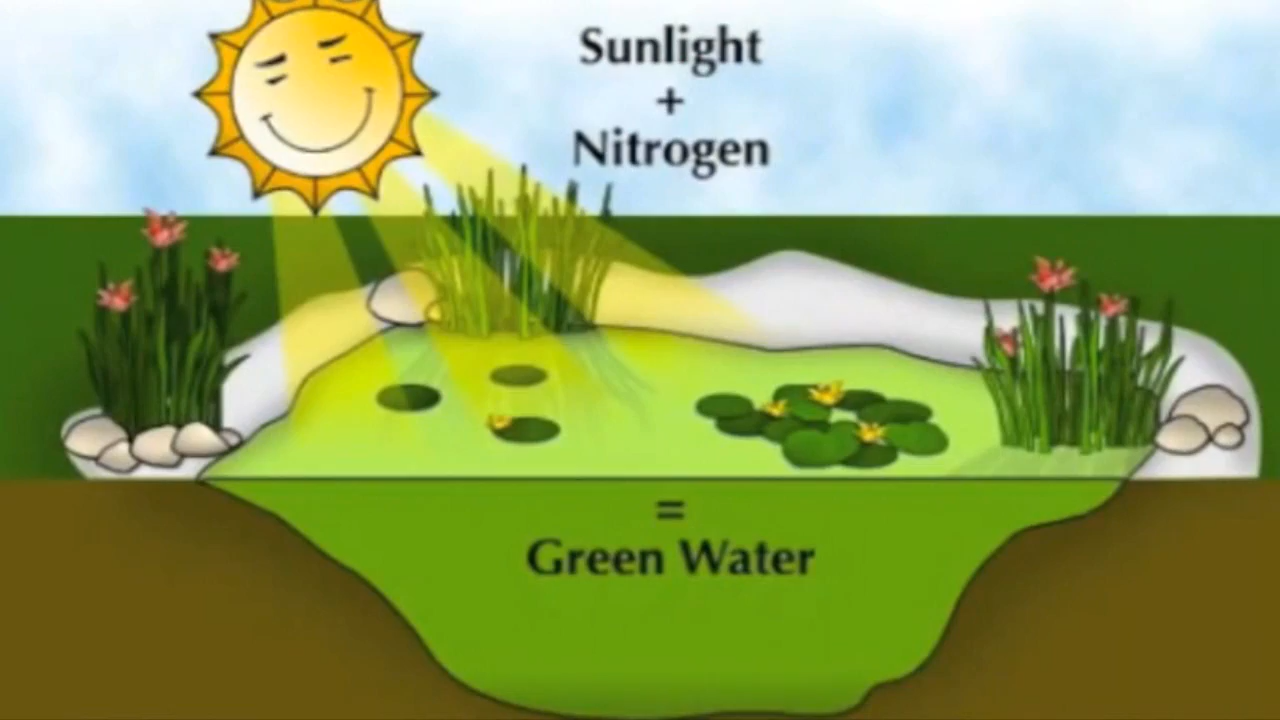 Sunlight
+
Nitrogen
=
Green Water